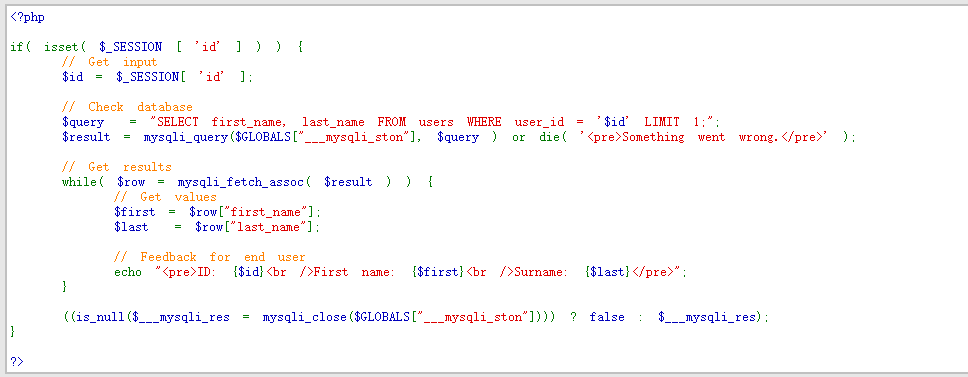 <?php
if( isset( $_SESSION [ 'id' ] ) ) {
// Get input
$id = $_SESSION[ 'id' ];
// Check database
$query = "SELECT first_name, last_name FROM users WHERE user_id = '$id' LIMIT 1;";
$result = mysqli_query($GLOBALS["___mysqli_ston"], $query ) or die( '<pre>Something went wrong.</pre>' );
// Get results
while( $row = mysqli_fetch_assoc( $result ) ) {
// Get values
$first = $row["first_name"];
$last = $row["last_name"];
// Feedback for end user
echo "<pre>ID: {$id}<br />First name: {$first}<br />Surname: {$last}</pre>";
}
((is_null($___mysqli_res = mysqli_close($GLOBALS["___mysqli_ston"]))) ? false : $___mysqli_res);
}
?>